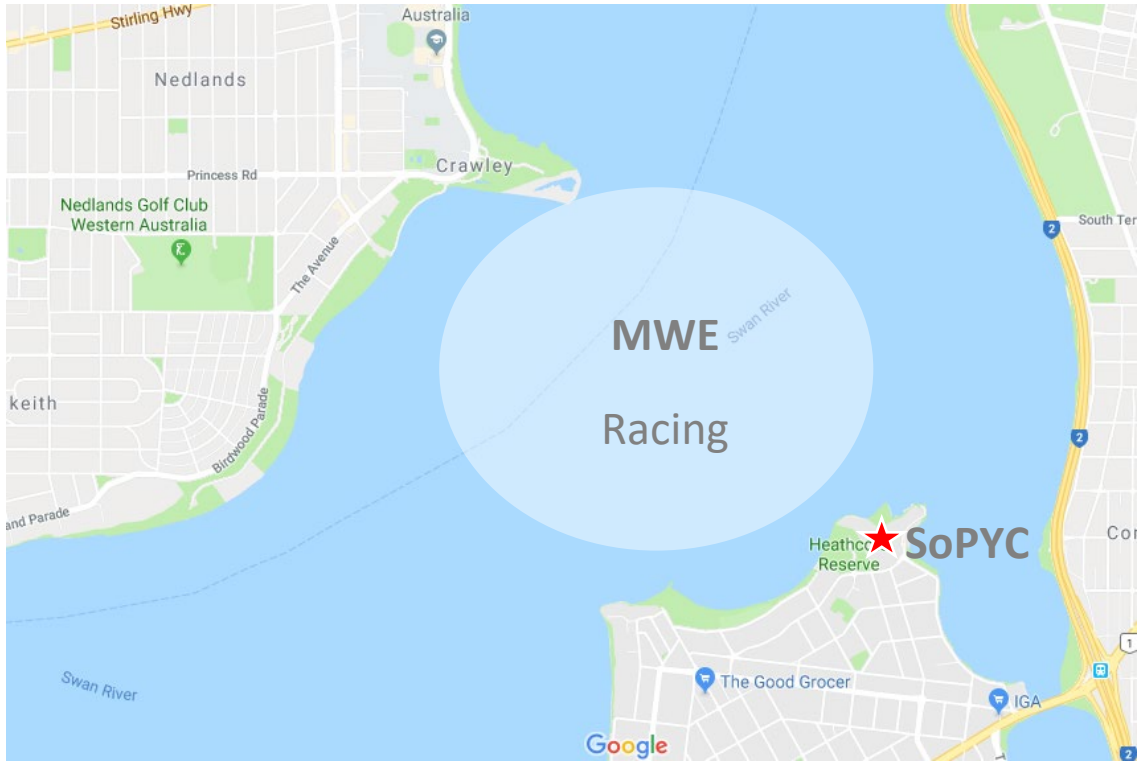 Stirling Hwy
Australia
Nedlands
Crawley
Princess Rd
Nedlands Golf Club
Western Australia
The Avenue
South Ter
2
MWE
Racing
Swan River
keith
Birdwood Parade
2
and Parade
Heathco
Reserve
SoPYC
Con
1
Swan River
The Good Grocer
IGA
Google
T
2